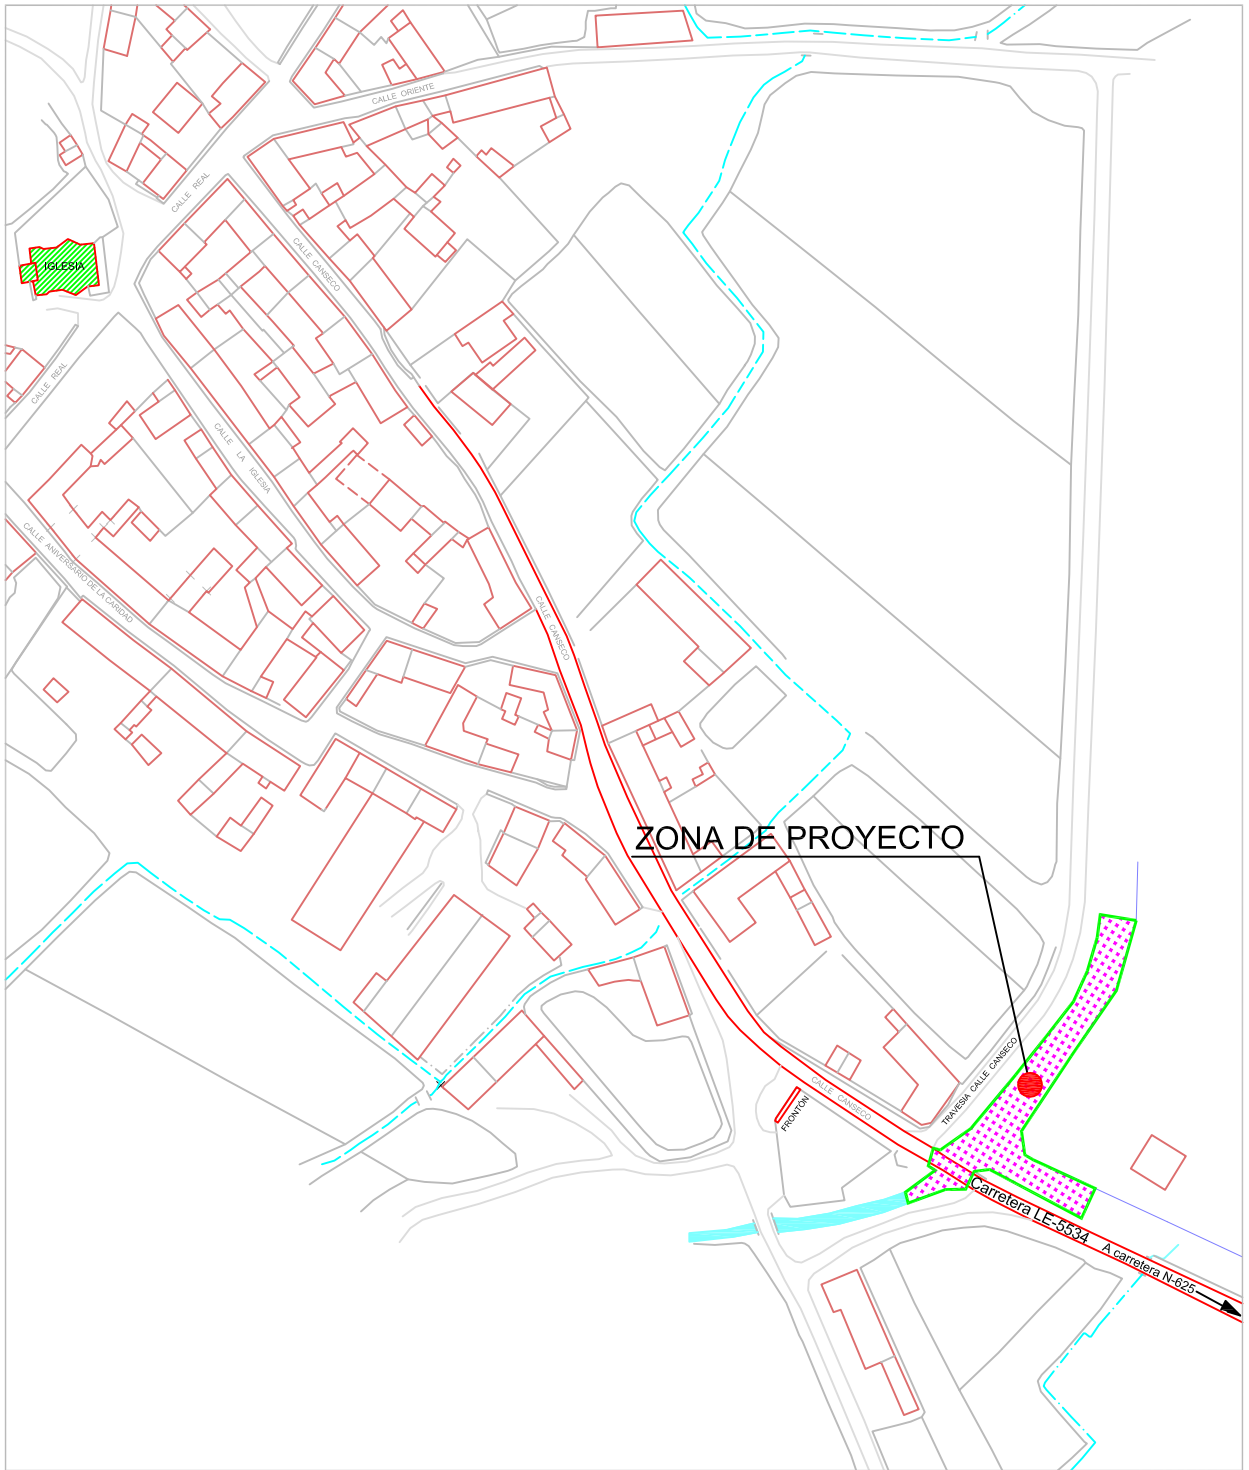 CALLE ORIENTE
CALLE REAL
IGLESIA
CALLE CANSECO
CALLE REAL
CALLE LA IGLESIA
CALLE ANIVERSARIO DE LA CARIDAD
CALLE CANSECO
ZONA DE PROYECTO
TRAVESIA CALLE CANSECO
CALLE CANSECO
FRONTÓN
Carretera LE-5534
A carretera N-625